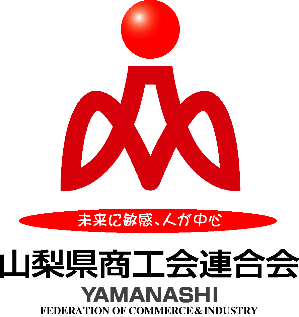 未来に敏感、人が中心
山梨県商工会連合会
YAMANASHI
FEDERATION OF COMMERCE & INDUSTRY